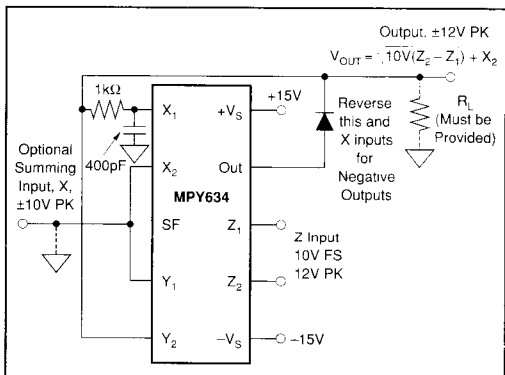 Output, ±12V PK
V_OUT = √10V(Z₂ – Z₁) + X₂
1kΩ
X₁
+V_S
+15V
Reverse
this and
X inputs
for
Negative
Outputs
R_L
(Must be
Provided)
400pF
Optional
Summing
Input, X,
±10V PK
X₂
Out
MPY634
SF
Z₁
Z Input
10V FS
12V PK
Y₁
Z₂
Y₂
–V_S
–15V